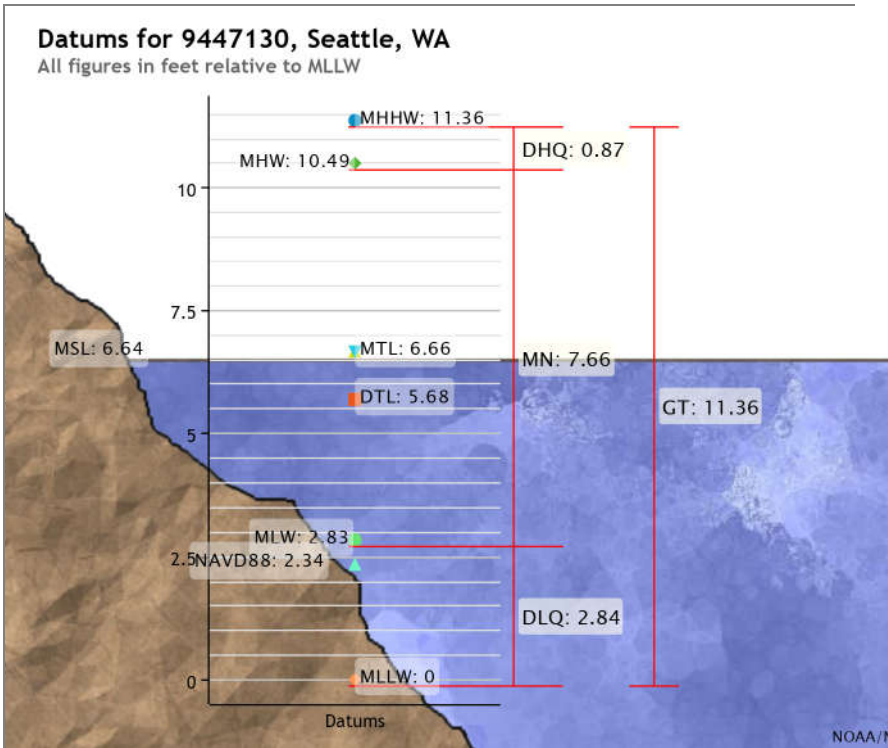 Datums for 9447130, Seattle, WA
All figures in feet relative to MLLW
MHHW: 11.36
DHQ: 0.87
MHW: 10.49
10
7.5
MSL: 6.64
MTL: 6.66
MN: 7.66
DTL: 5.68
GT: 11.36
5
MLW: 2.83
2.5
NAVD88: 2.34
DLQ: 2.84
MLLW: 0
0
Datums
NOAA/N